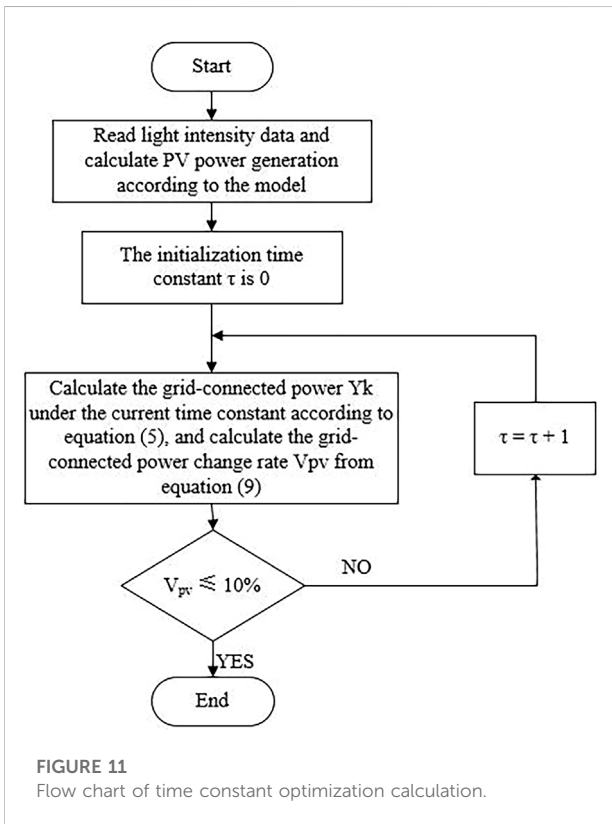 Start
Read light intensity data and
calculate PV power generation
according to the model
The initialization time
constant τ is 0
Calculate the grid-connected power Yk
under the current time constant according to
equation (5), and calculate the grid-
connected power change rate Vpv from
equation (9)
τ = τ + 1
Vpv ≤ 10%
NO
YES
End
FIGURE 11
Flow chart of time constant optimization calculation.